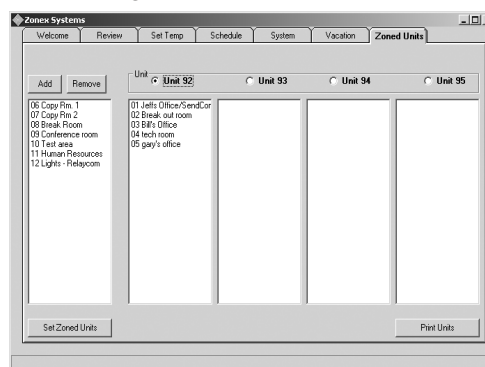 Zonex Systems
Welcome Review Set Temp Schedule System Vacation Zoned Units
Add Remove
Unit
Unit 92 Unit 93 Unit 94 Unit 95
06 Copy Rm. 1
07 Copy Rm 2
08 Break Room
09 Conference room
10 Test area
11 Human Resources
12 Lights - Relaycom
01 Jeffs Office/SendCor
02 Break out room
03 Bill's Office
04 tech room
05 gary's office
Set Zoned Units
Print Units